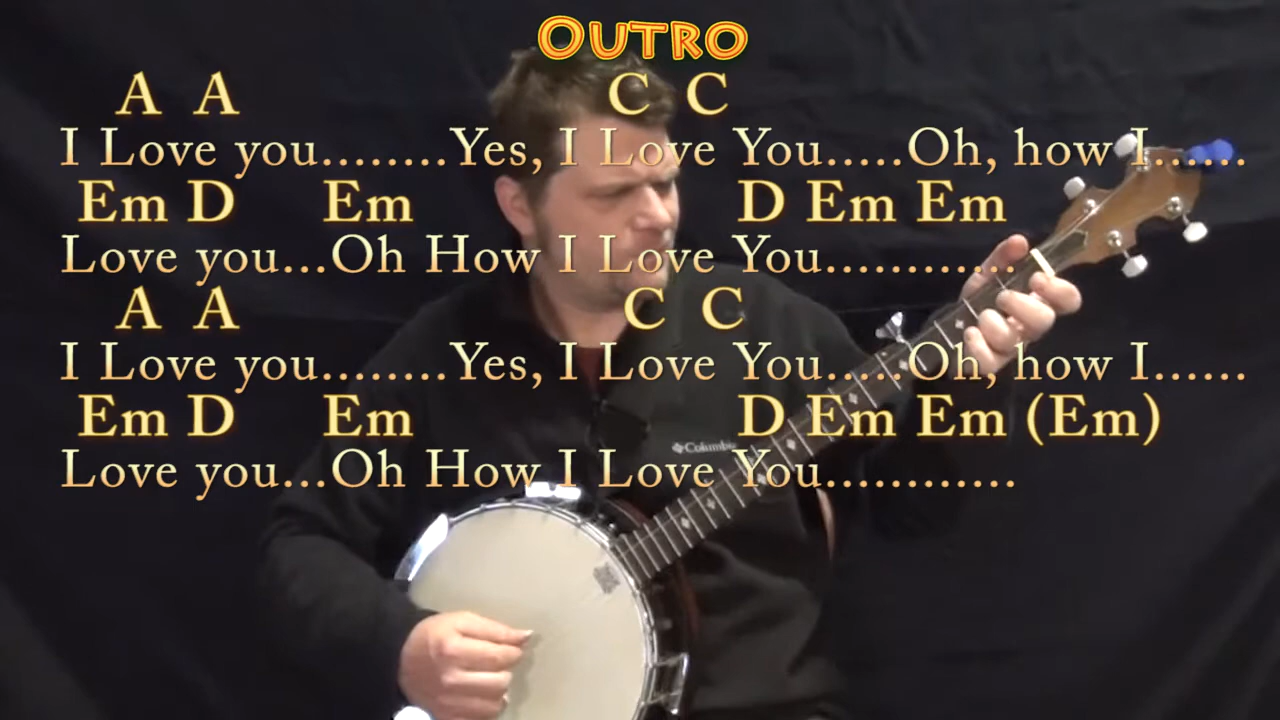 Outro
A A C C
I Love you........Yes, I Love You.....Oh, how I......
Em D Em D Em Em
Love you...Oh How I Love You............
A A C C
I Love you........Yes, I Love You.....Oh, how I......
Em D Em D Em Em (Em)
Love you...Oh How I Love You............
Columbia